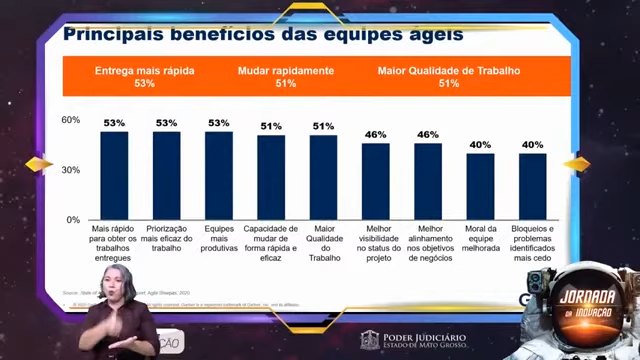 Principais benefícios das equipes ágeis
Entrega mais rápida
53%
Mudar rapidamente
51%
Maior Qualidade de Trabalho
51%
60%
30%
0%
53%
53%
53%
51%
51%
46%
46%
40%
40%
Mais rápido
para obter os
trabalhos
entregues
Priorização
mais eficaz do
trabalho
Equipes
mais
produtivas
Capacidade de
mudar de
forma rápida e
eficaz
Maior
Qualidade
do
Trabalho
Melhor
visibilidade
no status do
projeto
Melhor
alinhamento
nos objetivos
de negócios
Moral da
equipe
melhorada
Bloqueios e
problemas
identificados
mais cedo
JORNADA
DA INOVAÇÃO
PODER JUDICIÁRIO
ESTADO DE MATO GROSSO